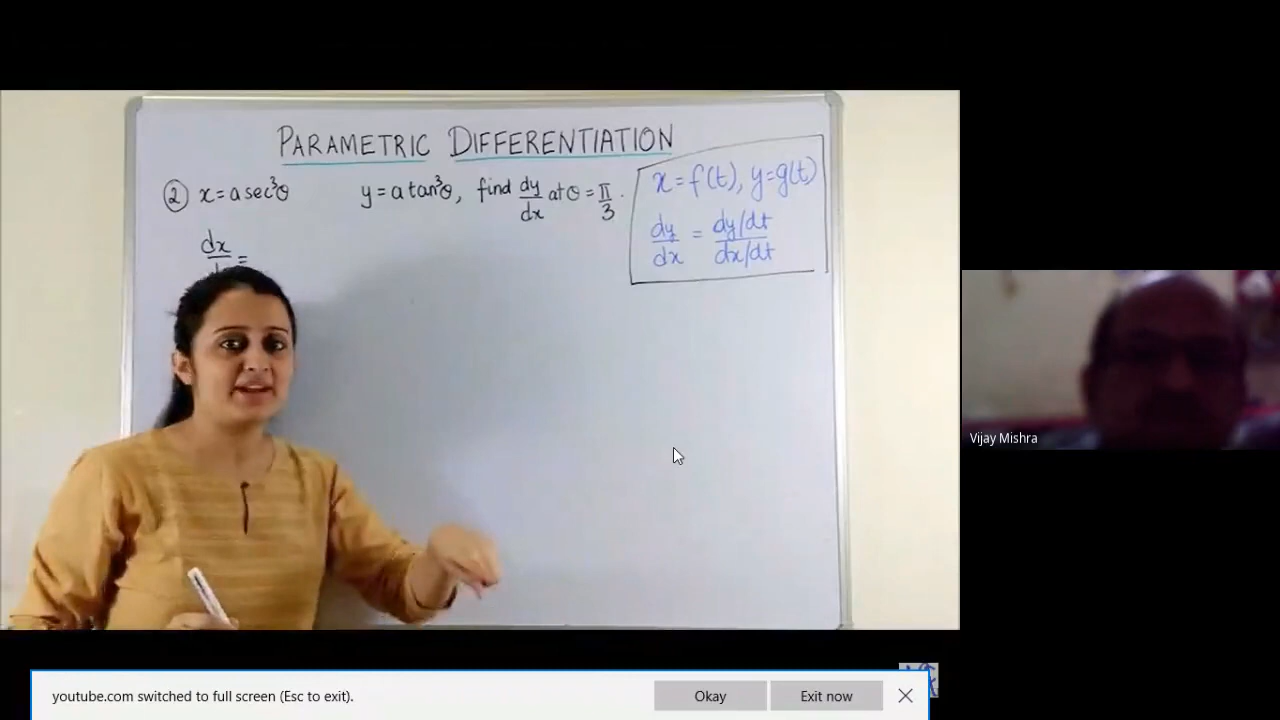 PARAMETRIC DIFFERENTIATION
② x = a sec³θ y = a tan³θ, find dy/dx at θ = π/3.
dx/ =
x = f(t), y = g(t)
dy/dx = dy/dt / dx/dt
Vijay Mishra
youtube.com switched to full screen (Esc to exit).
Okay
Exit now